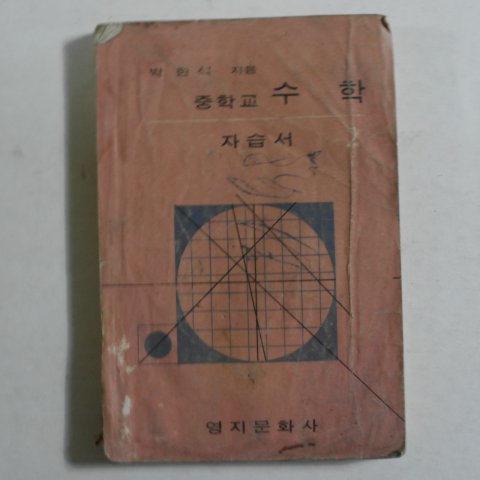 박 한 식 지음
중학교 수 학
자 습 서
영 지 문 화 사